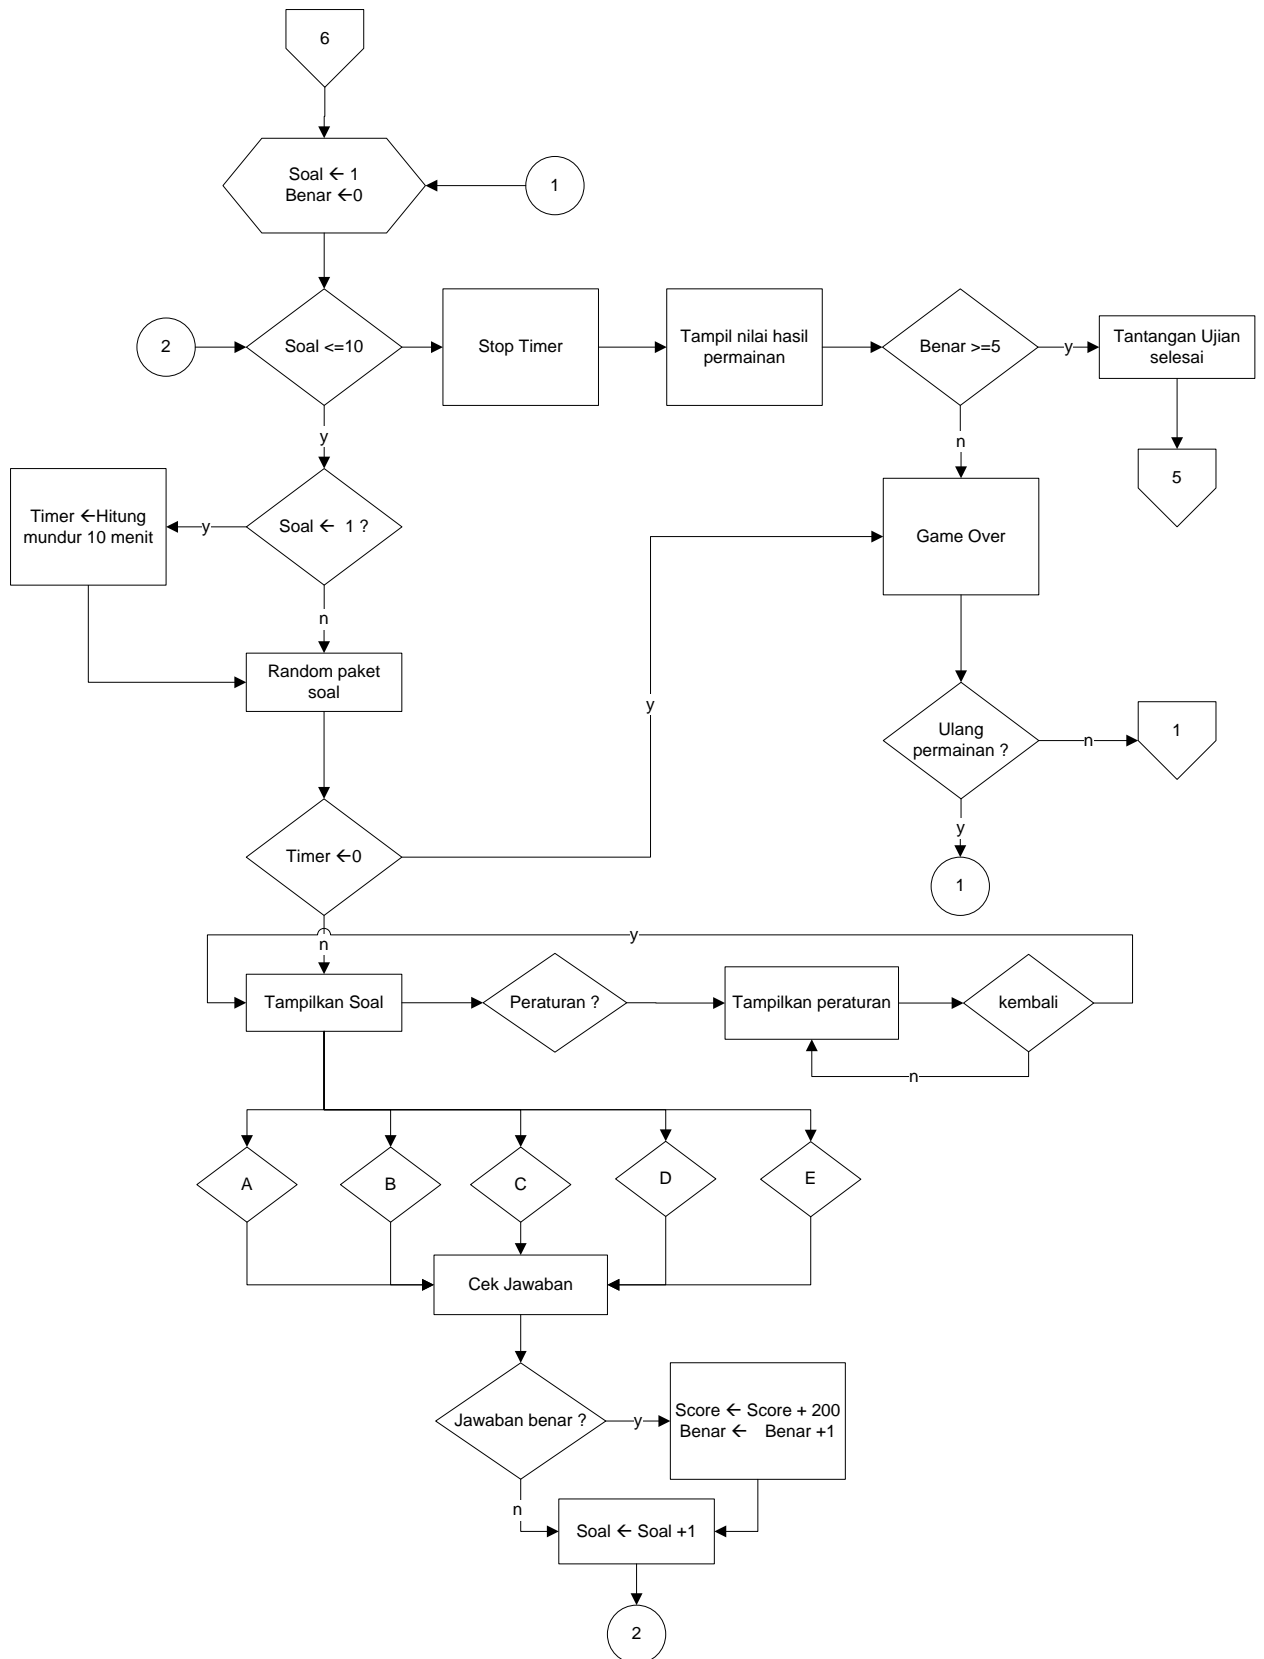 6
Soal ← 1
Benar ←0
1
2
Soal <=10
Stop Timer
Tampil nilai hasil
permainan
Benar >=5
y
Tantangan Ujian
selesai
y
n
5
Timer ←Hitung
mundur 10 menit
y
Soal ← 1 ?
Game Over
n
Random paket
soal
y
Ulang
permainan ?
n
1
y
Timer ←0
1
n
y
Tampilkan Soal
Peraturan ?
Tampilkan peraturan
kembali
n
A
B
C
D
E
Cek Jawaban
Jawaban benar ?
y
Score ← Score + 200
Benar ← Benar +1
n
Soal ← Soal +1
2